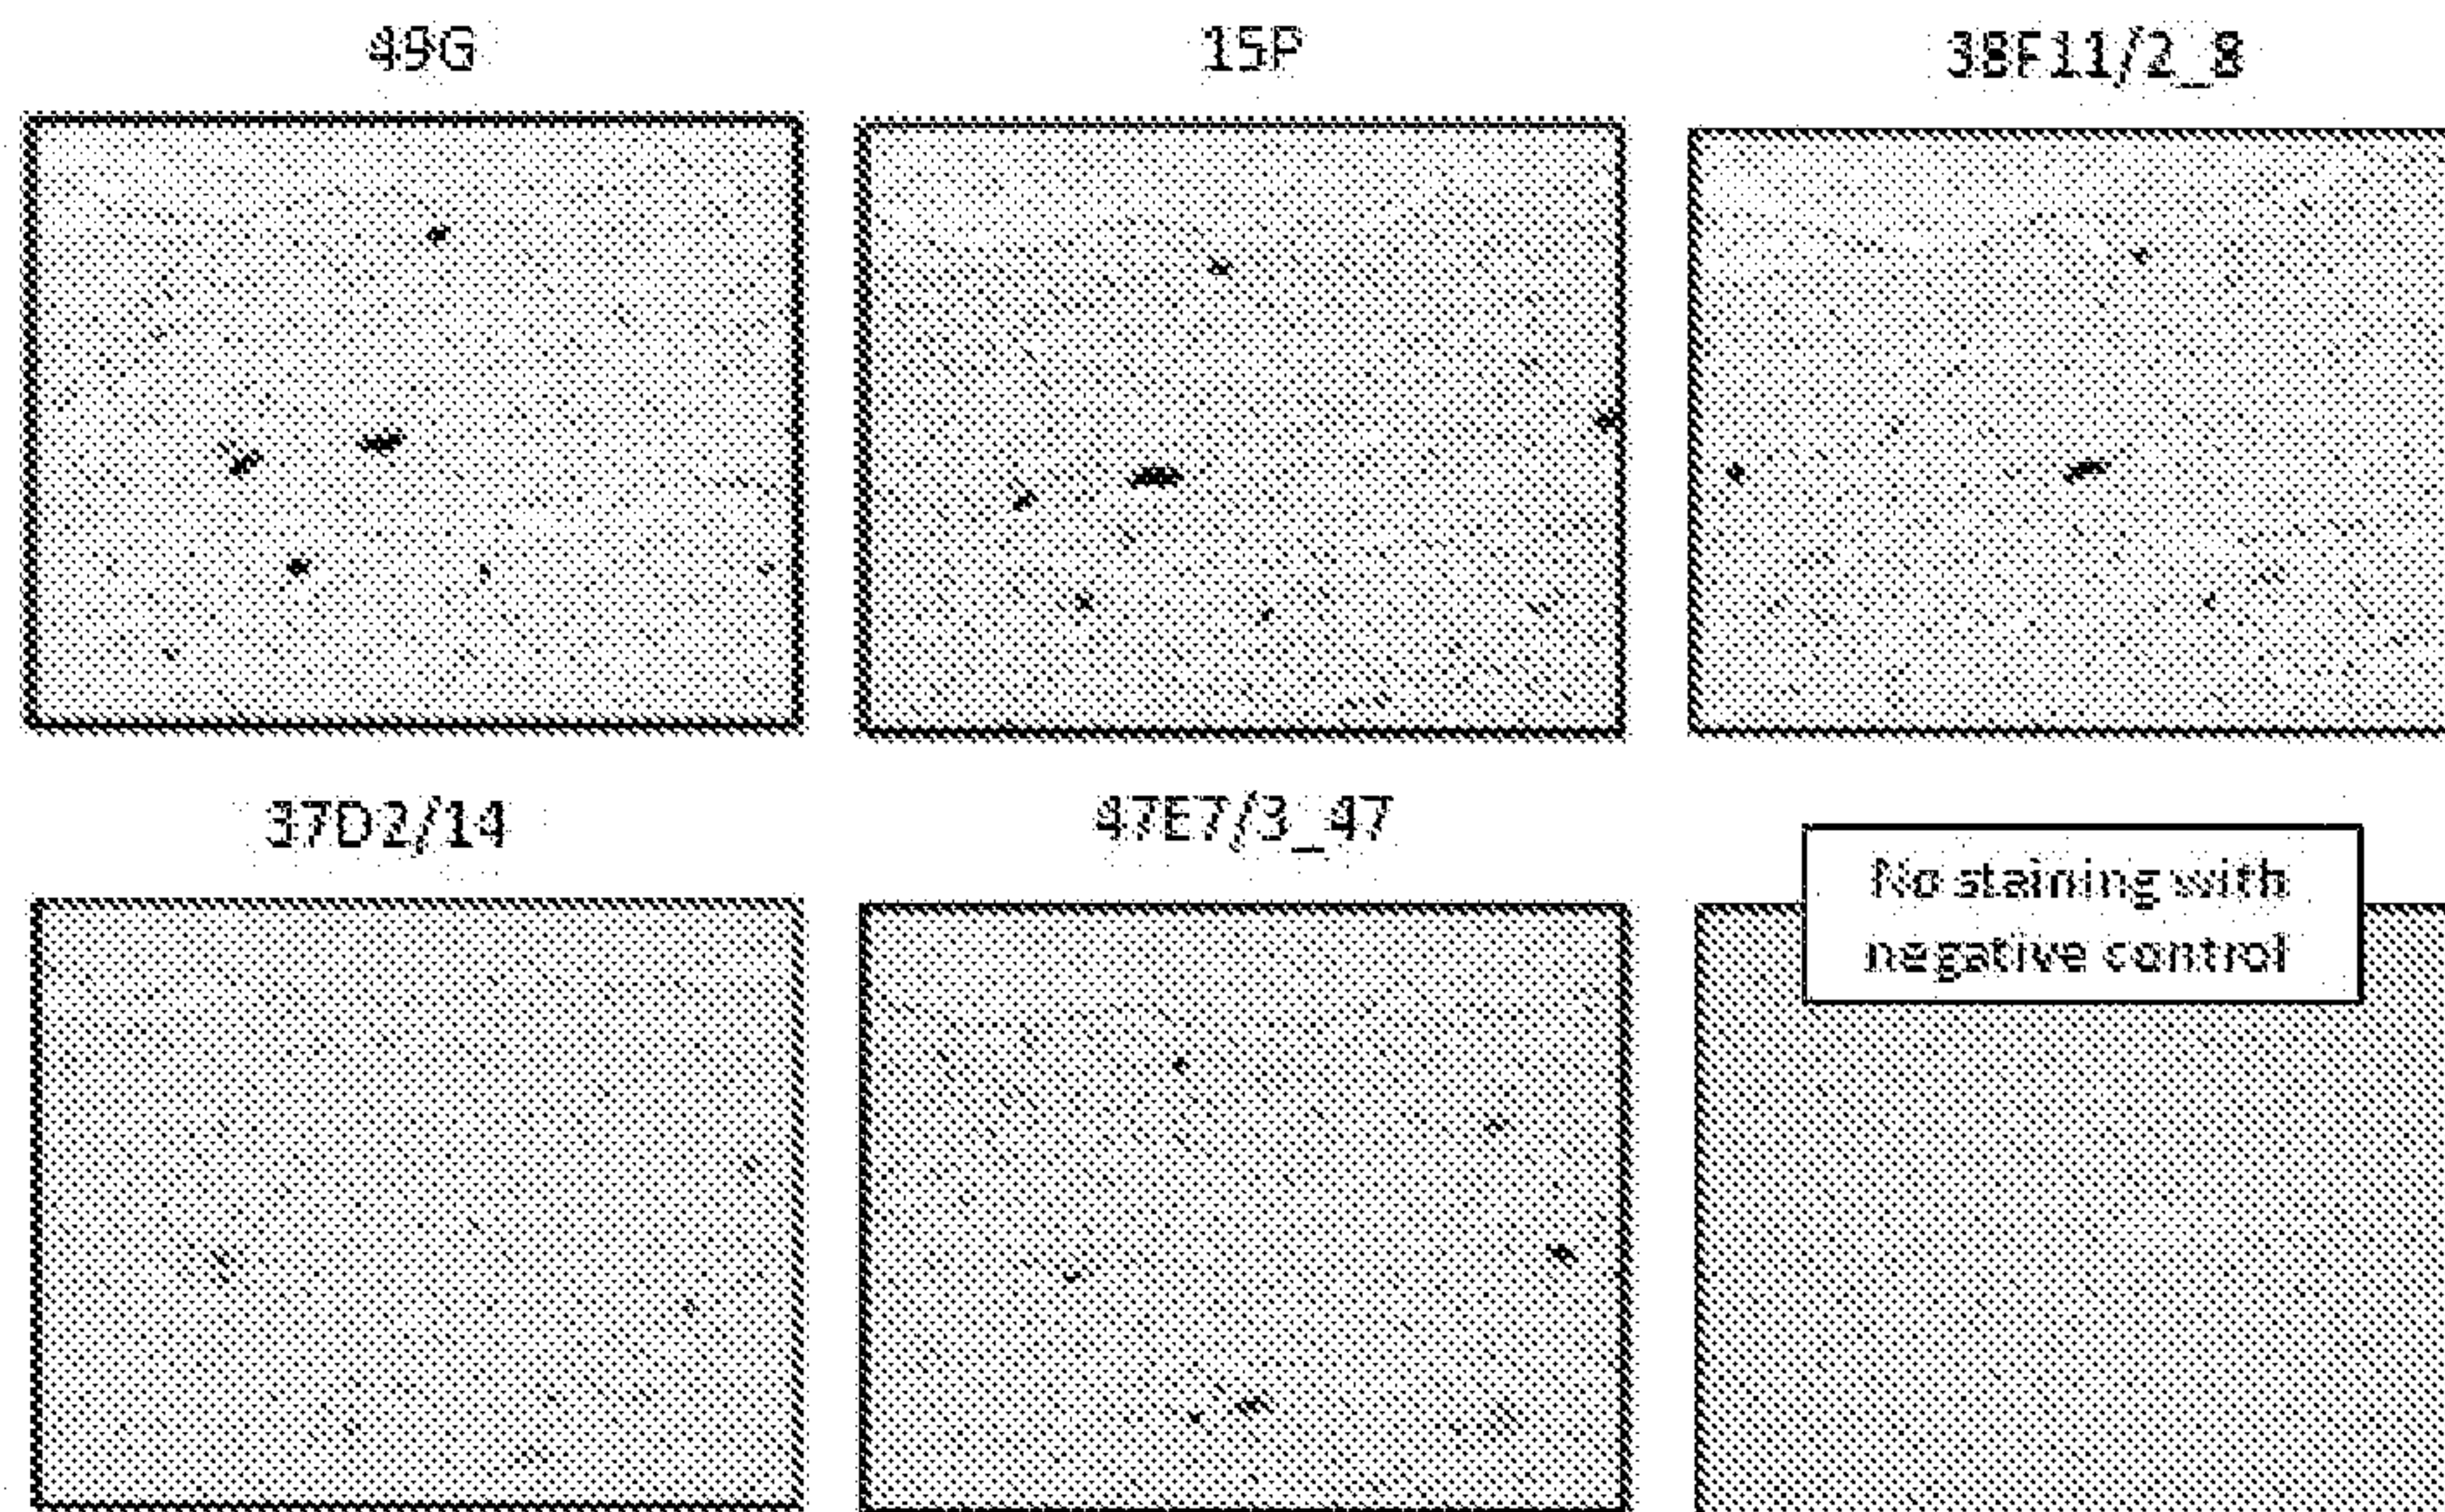 49G
15P
38F11/2_8
37D2/14
47E7/3_47
No staining with
negative control